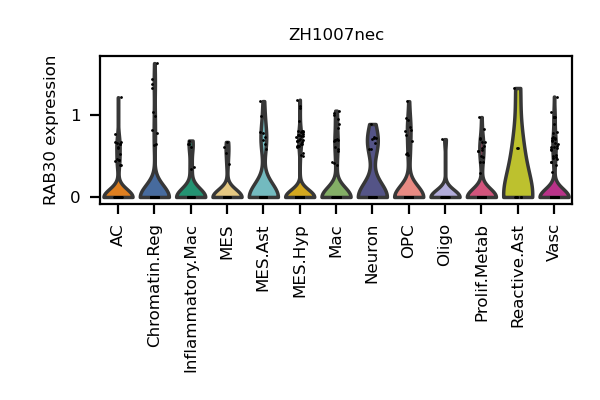 ZH1007nec
RAB30 expression
1
0
AC
Chromatin.Reg
Inflammatory.Mac
MES
MES.Ast
MES.Hyp
Mac
Neuron
OPC
Oligo
Prolif.Metab
Reactive.Ast
Vasc